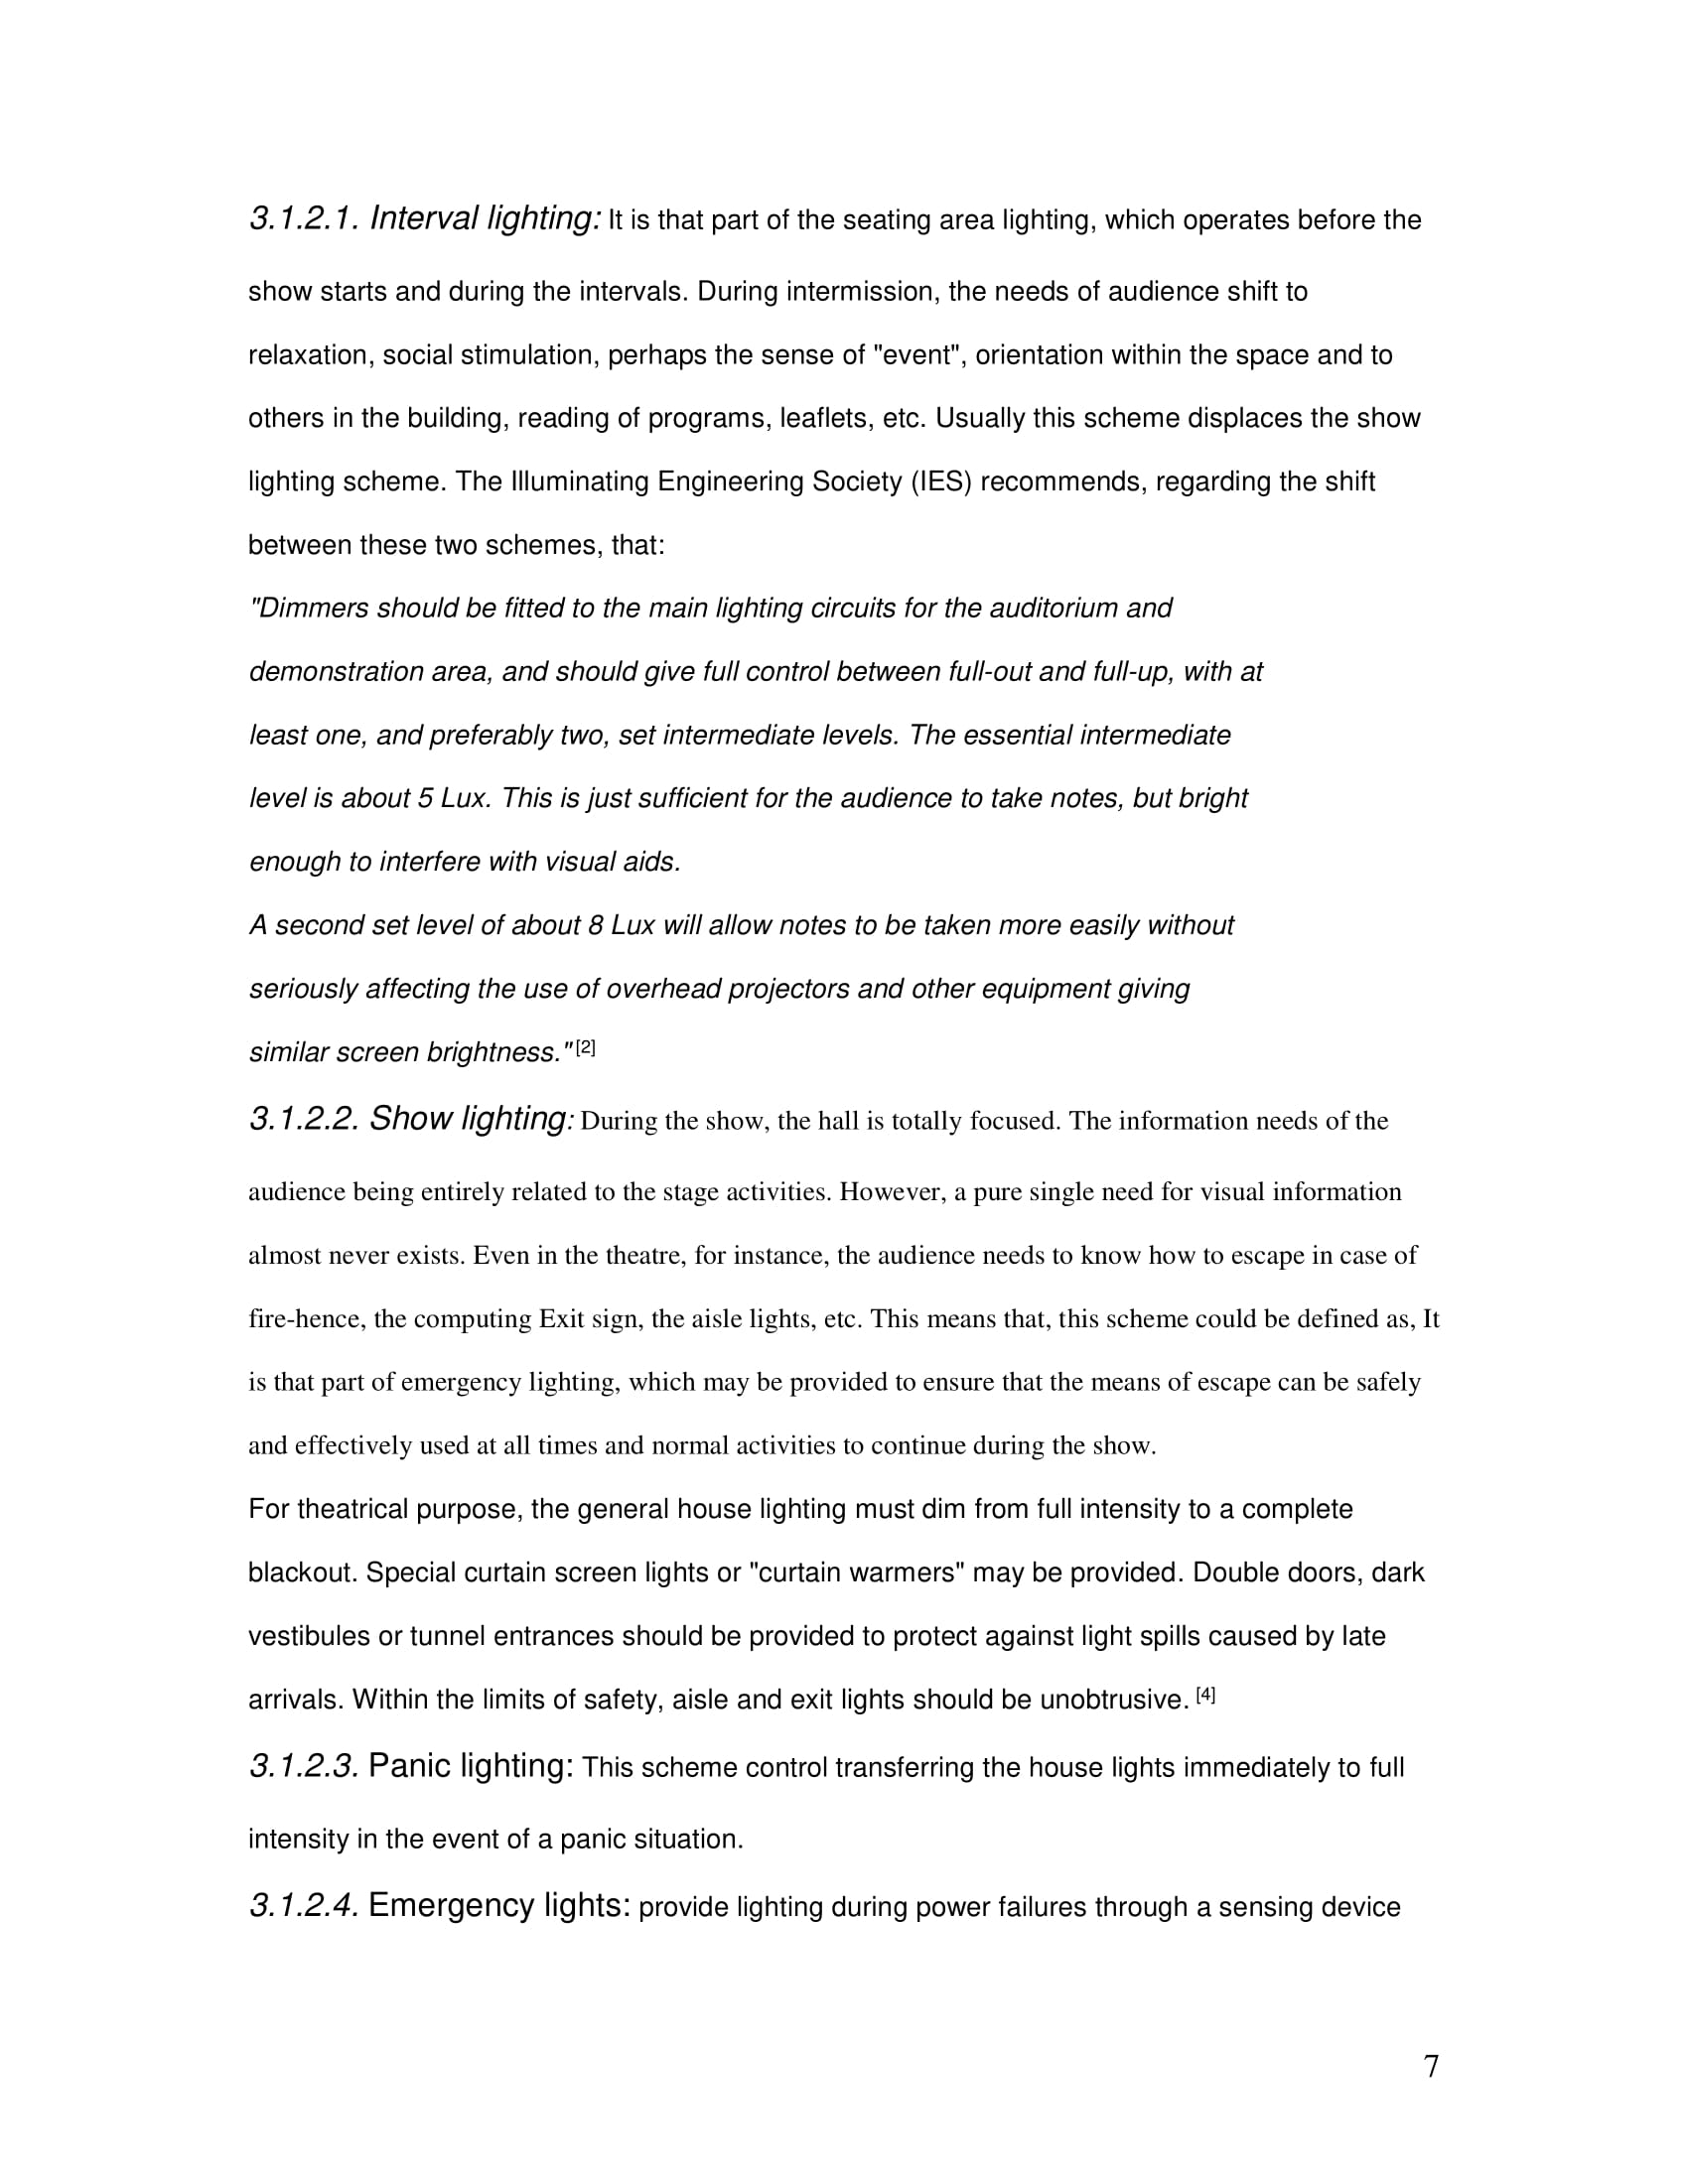 3.1.2.1. Interval lighting: It is that part of the seating area lighting, which operates before the
show starts and during the intervals. During intermission, the needs of audience shift to
relaxation, social stimulation, perhaps the sense of "event", orientation within the space and to
others in the building, reading of programs, leaflets, etc. Usually this scheme displaces the show
lighting scheme. The Illuminating Engineering Society (IES) recommends, regarding the shift
between these two schemes, that:
"Dimmers should be fitted to the main lighting circuits for the auditorium and
demonstration area, and should give full control between full-out and full-up, with at
least one, and preferably two, set intermediate levels. The essential intermediate
level is about 5 Lux. This is just sufficient for the audience to take notes, but bright
enough to interfere with visual aids.
A second set level of about 8 Lux will allow notes to be taken more easily without
seriously affecting the use of overhead projectors and other equipment giving
similar screen brightness." [2]
3.1.2.2. Show lighting: During the show, the hall is totally focused. The information needs of the
audience being entirely related to the stage activities. However, a pure single need for visual information
almost never exists. Even in the theatre, for instance, the audience needs to know how to escape in case of
fire-hence, the computing Exit sign, the aisle lights, etc. This means that, this scheme could be defined as, It
is that part of emergency lighting, which may be provided to ensure that the means of escape can be safely
and effectively used at all times and normal activities to continue during the show.
For theatrical purpose, the general house lighting must dim from full intensity to a complete
blackout. Special curtain screen lights or "curtain warmers" may be provided. Double doors, dark
vestibules or tunnel entrances should be provided to protect against light spills caused by late
arrivals. Within the limits of safety, aisle and exit lights should be unobtrusive. [4]
3.1.2.3. Panic lighting: This scheme control transferring the house lights immediately to full
intensity in the event of a panic situation.
3.1.2.4. Emergency lights: provide lighting during power failures through a sensing device
7